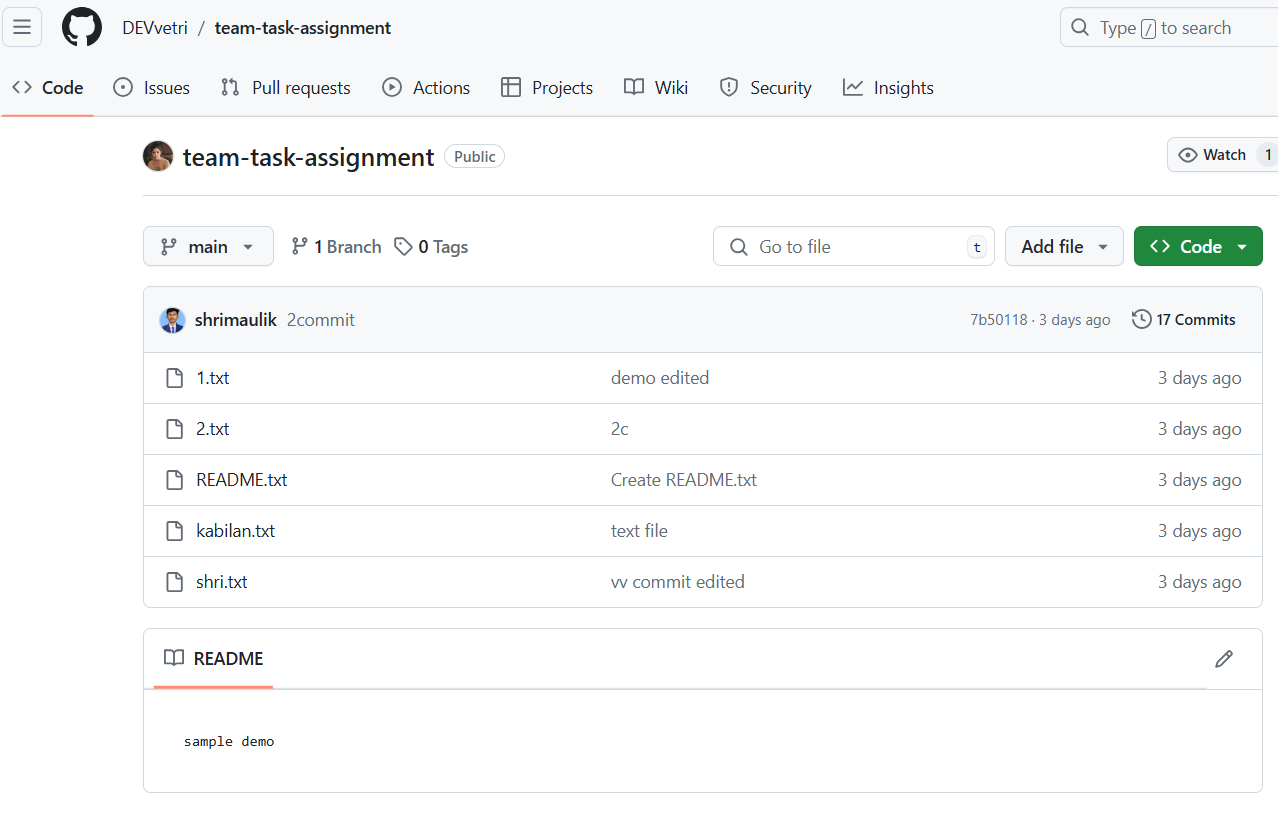 DEVvetri / team-task-assignment
Type / to search
Code Issues Pull requests Actions Projects Wiki Security Insights
team-task-assignment Public
Watch 1
main 1 Branch 0 Tags
Go to file t
Add file
Code
shrimaulik 2commit 7b50118 · 3 days ago 17 Commits
1.txt demo edited 3 days ago
2.txt 2c 3 days ago
README.txt Create README.txt 3 days ago
kabilan.txt text file 3 days ago
shri.txt vv commit edited 3 days ago
README
sample demo